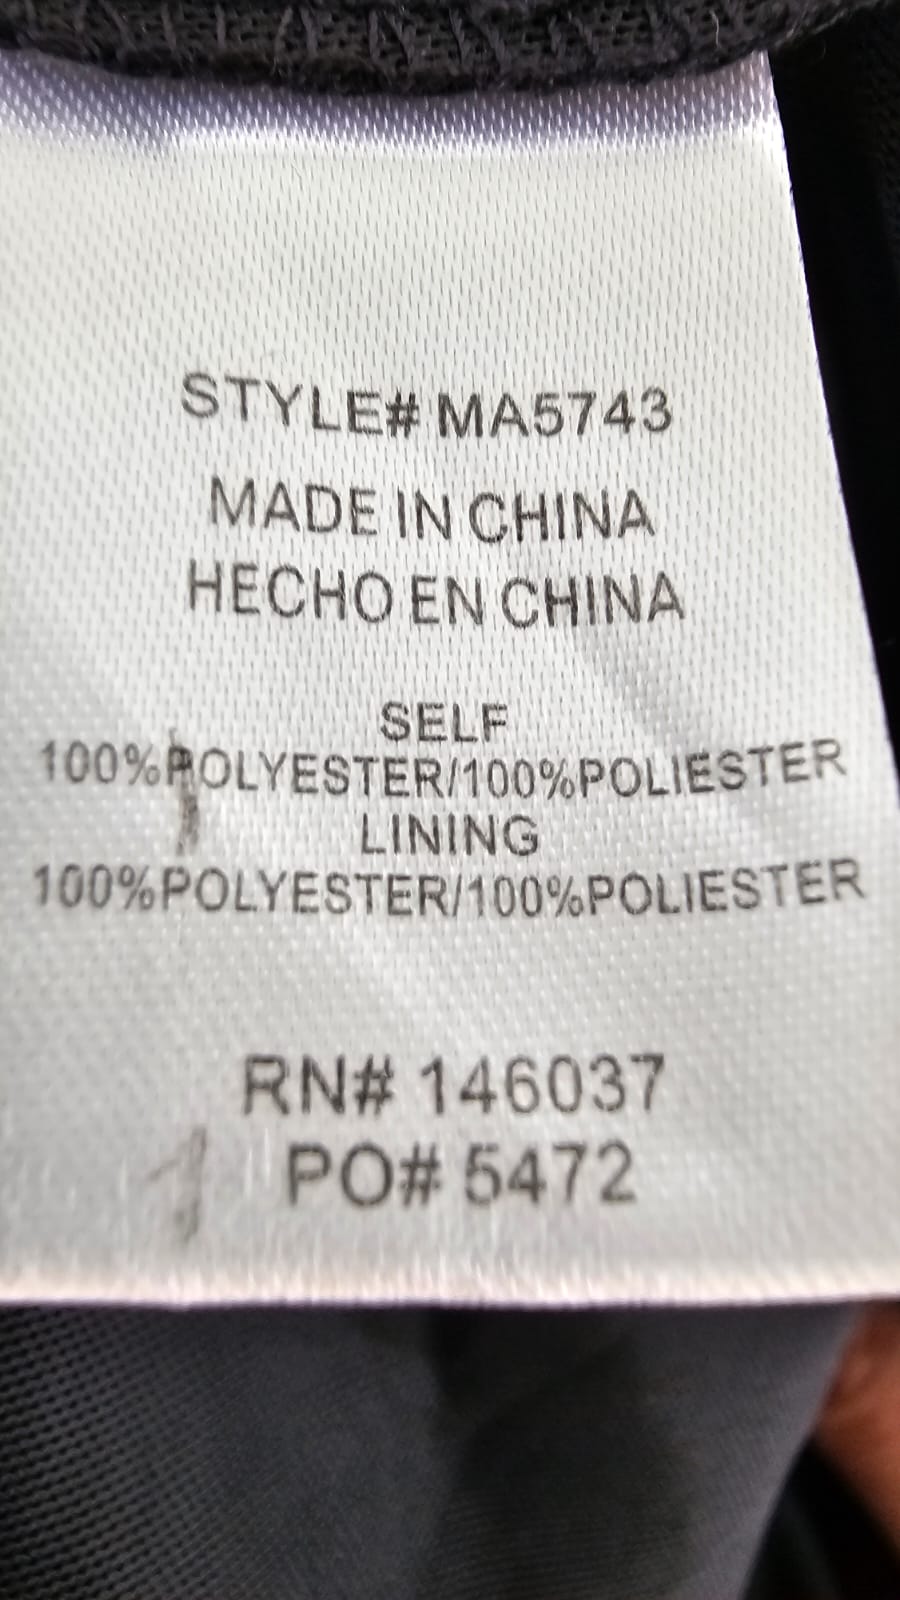 STYLE# MA5743
MADE IN CHINA
HECHO EN CHINA
SELF
100%POLYESTER/100%POLIESTER
LINING
100%POLYESTER/100%POLIESTER
RN# 146037
PO# 5472